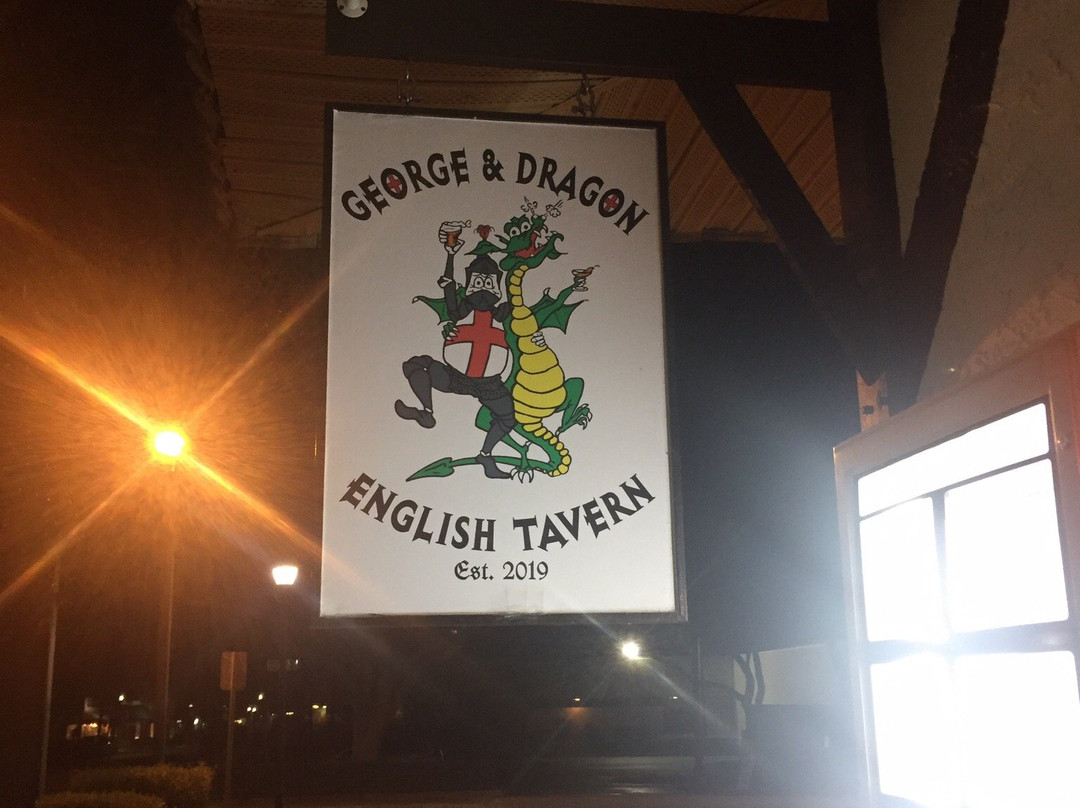 GEORGE & DRAGON
ENGLISH TAVERN
Est. 2019